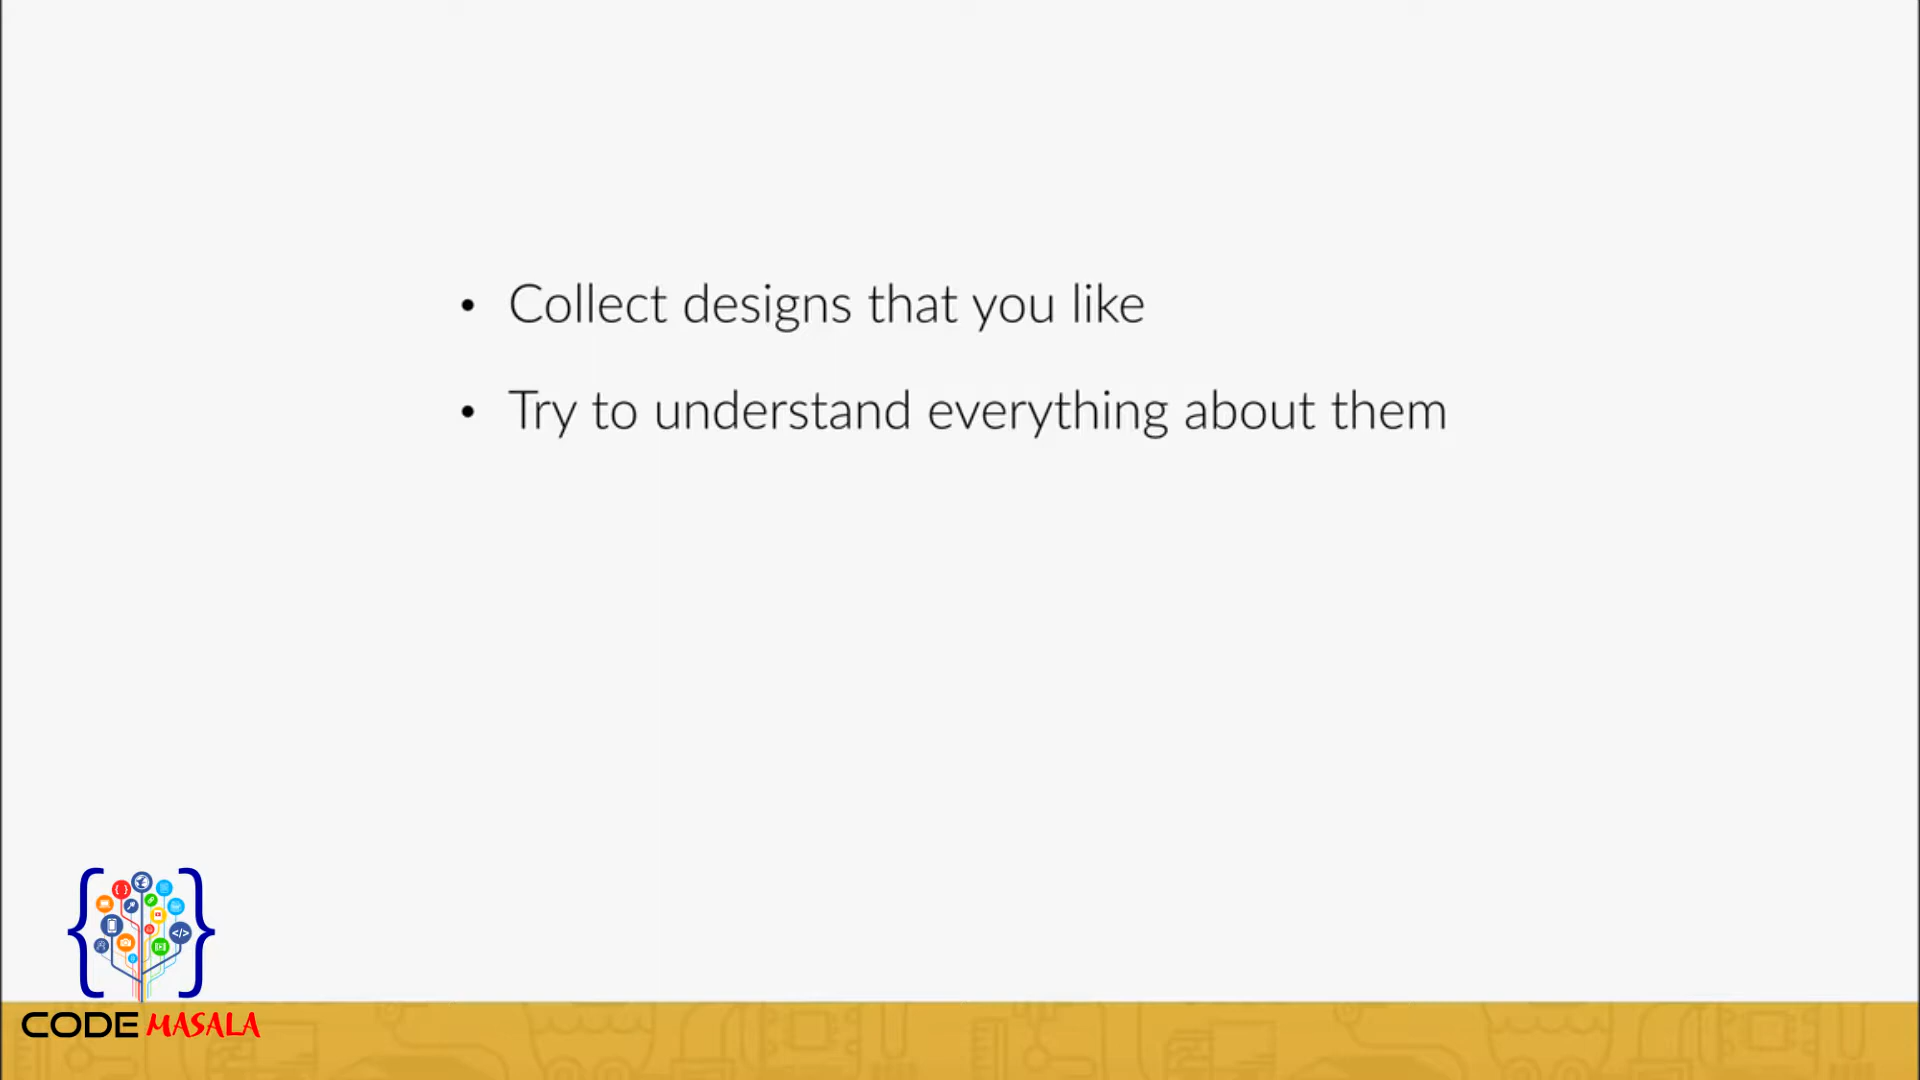 • Collect designs that you like
• Try to understand everything about them
CODE MASALA